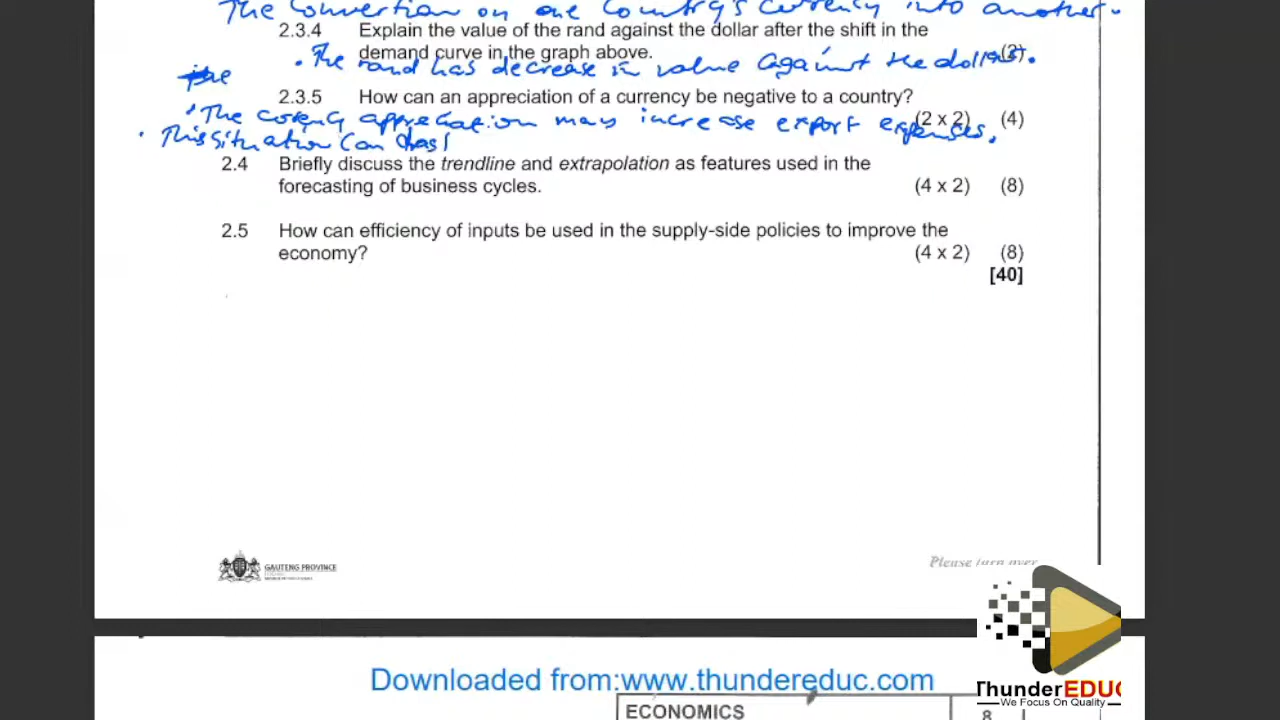 The convertion on one country's currency into another.
2.3.4 Explain the value of the rand against the dollar after the shift in the
demand curve in the graph above. (2)
• The rand has decrease in value against the dollars.
the
2.3.5 How can an appreciation of a currency be negative to a country?
(2 x 2) (4)
• The appreciation may increase export expenses.
• This situation can
2.4 Briefly discuss the trendline and extrapolation as features used in the
forecasting of business cycles. (4 x 2) (8)
2.5 How can efficiency of inputs be used in the supply-side policies to improve the
economy? (4 x 2) (8)
[40]
GAUTENG PROVINCE
Please turn over
ThunderEDUC
We Focus On Quality
Downloaded from:www.thundereduc.com
ECONOMICS 8